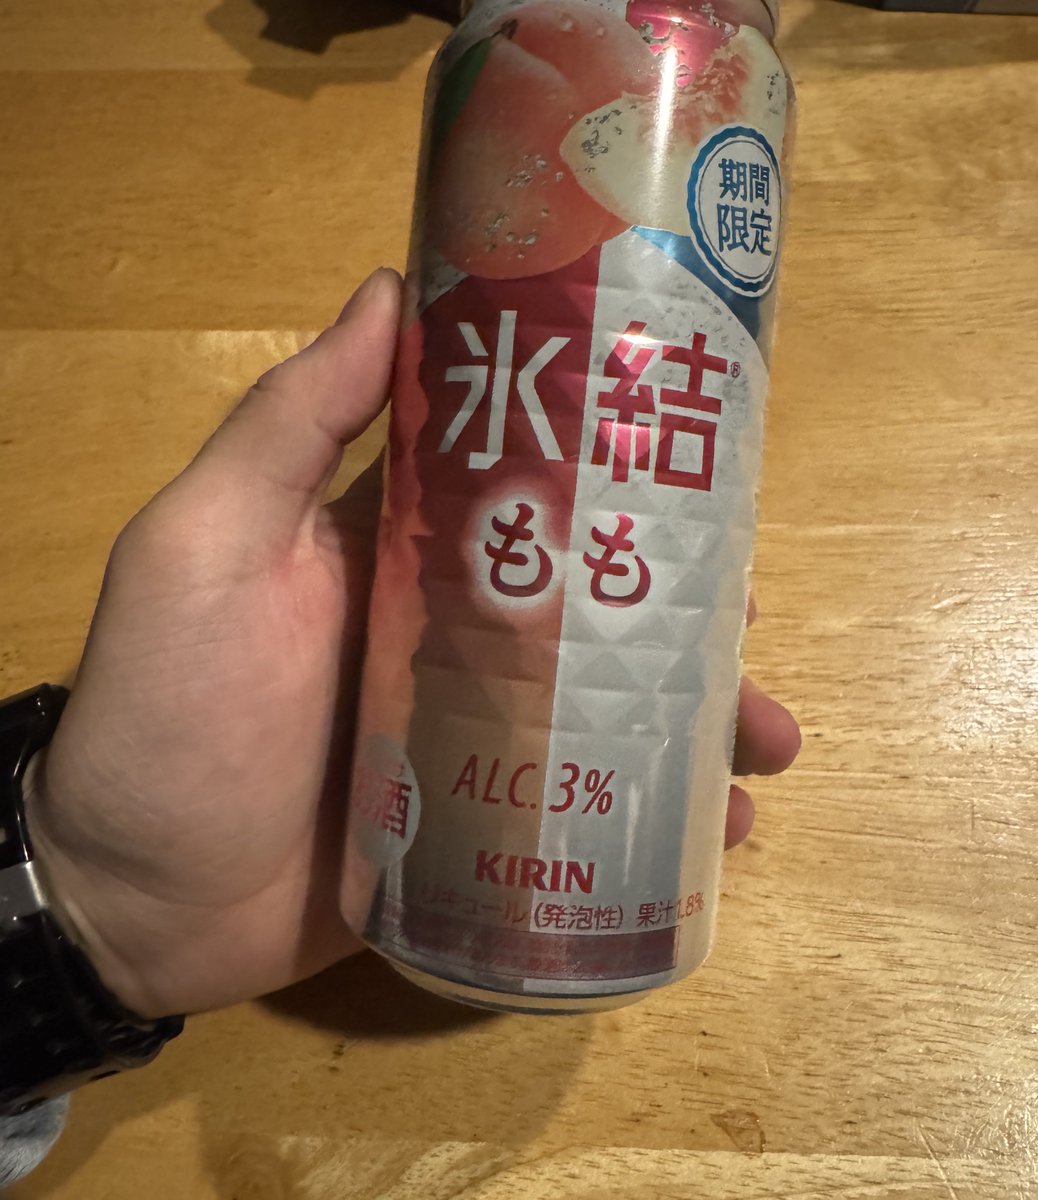 期間
限定
氷結®
もも
ALC.3%
酒
KIRIN
リキュール(発泡性) 果汁1.8%